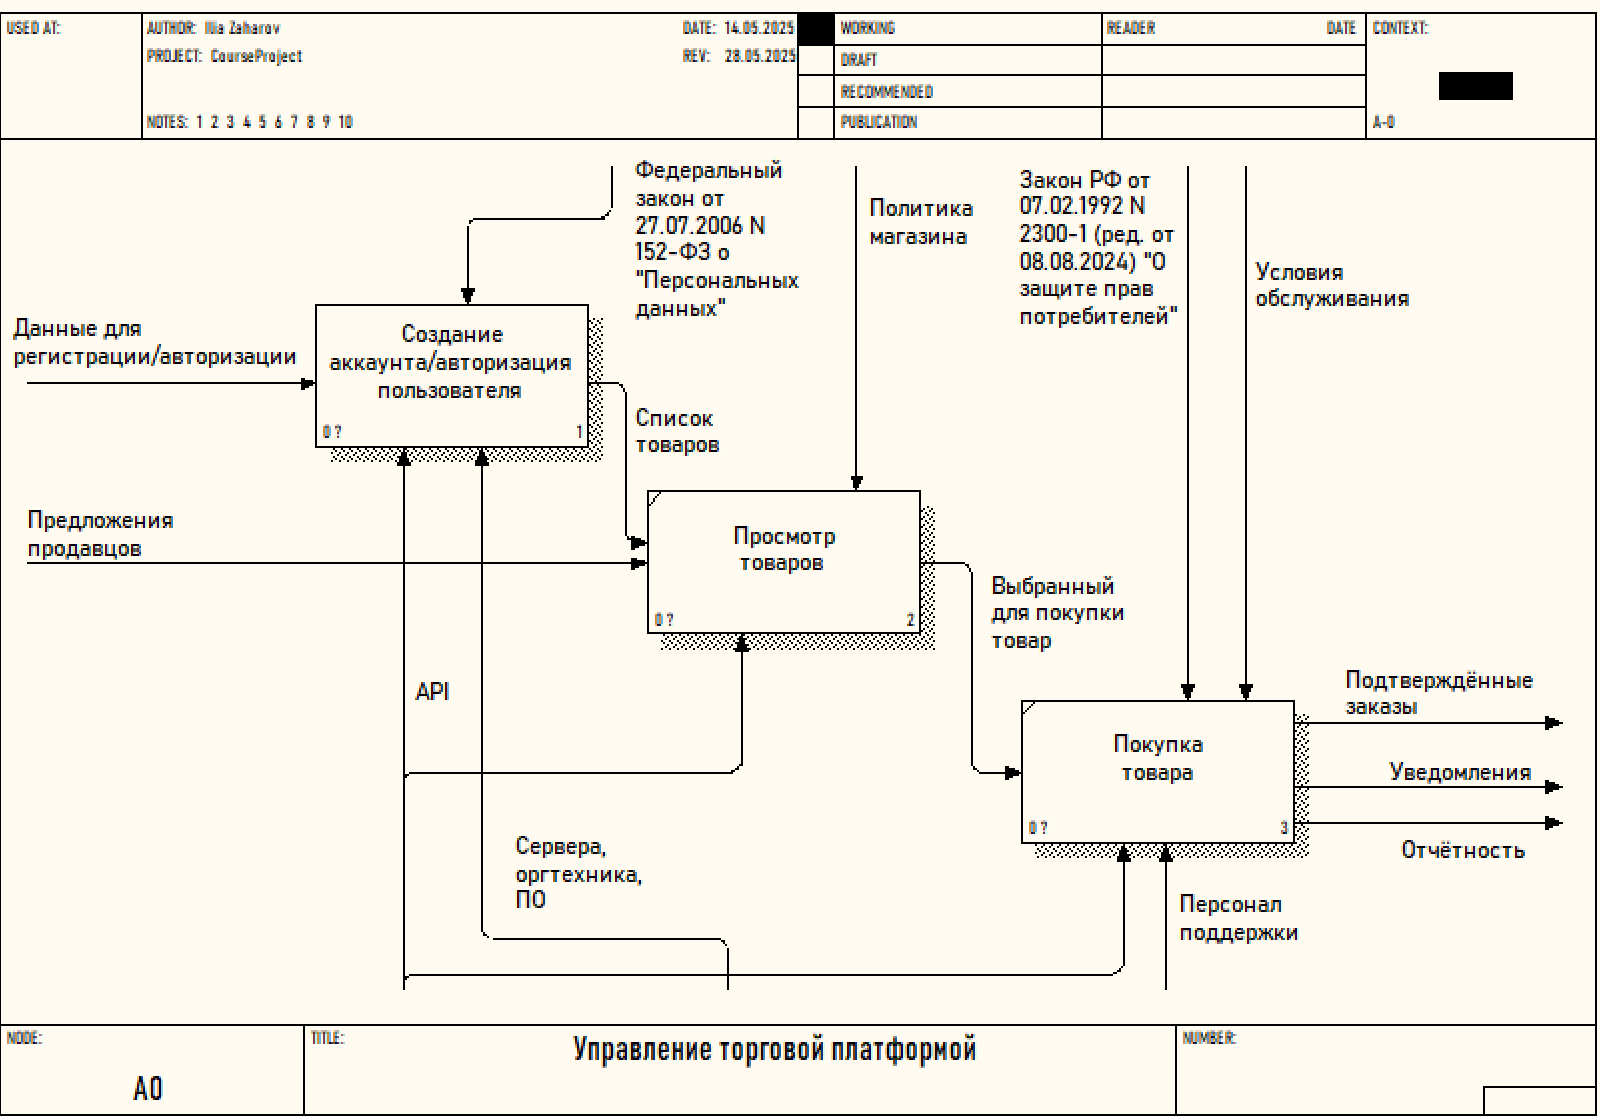 USED AT:
AUTHOR: Ilia Zaharov
DATE: 14.05.2025
WORKING
READER
DATE
CONTEXT:
PROJECT: CourseProject
REV: 28.05.2025
DRAFT
RECOMMENDED
NOTES: 1 2 3 4 5 6 7 8 9 10
PUBLICATION
A-0
Федеральный
закон от
27.07.2006 N
152-ФЗ о
"Персональных
данных"
Политика
магазина
Закон РФ от
07.02.1992 N
2300-1 (ред. от
08.08.2024) "О
защите прав
потребителей"
Условия
обслуживания
Данные для
регистрации/авторизации
Создание
аккаунта/авторизация
пользователя
0 ?
1
Список
товаров
Предложения
продавцов
Просмотр
товаров
0 ?
2
Выбранный
для покупки
товар
API
Покупка
товара
0 ?
3
Подтверждённые
заказы
Уведомления
Отчётность
Сервера,
оргтехника,
ПО
Персонал
поддержки
NODE:
A0
TITLE:
Управление торговой платформой
NUMBER: